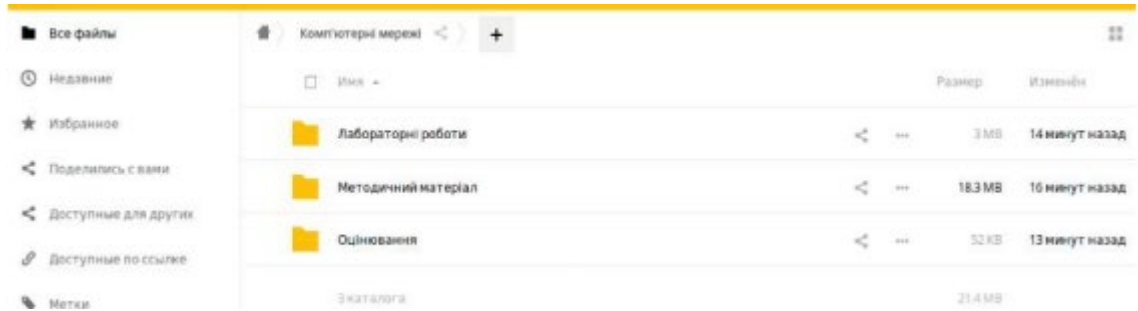 Все файлы
Недавние
Избранное
Поделились с вами
Доступные для других
Доступные по ссылке
Метки
Комп'ютерні мережі +
Имя Размер Изменён
Лабораторні роботи ... 3 MB 14 минут назад
Методичний матеріал ... 18.3 MB 16 минут назад
Оцінювання ... 52 KB 13 минут назад
3 каталога 21.4 MB